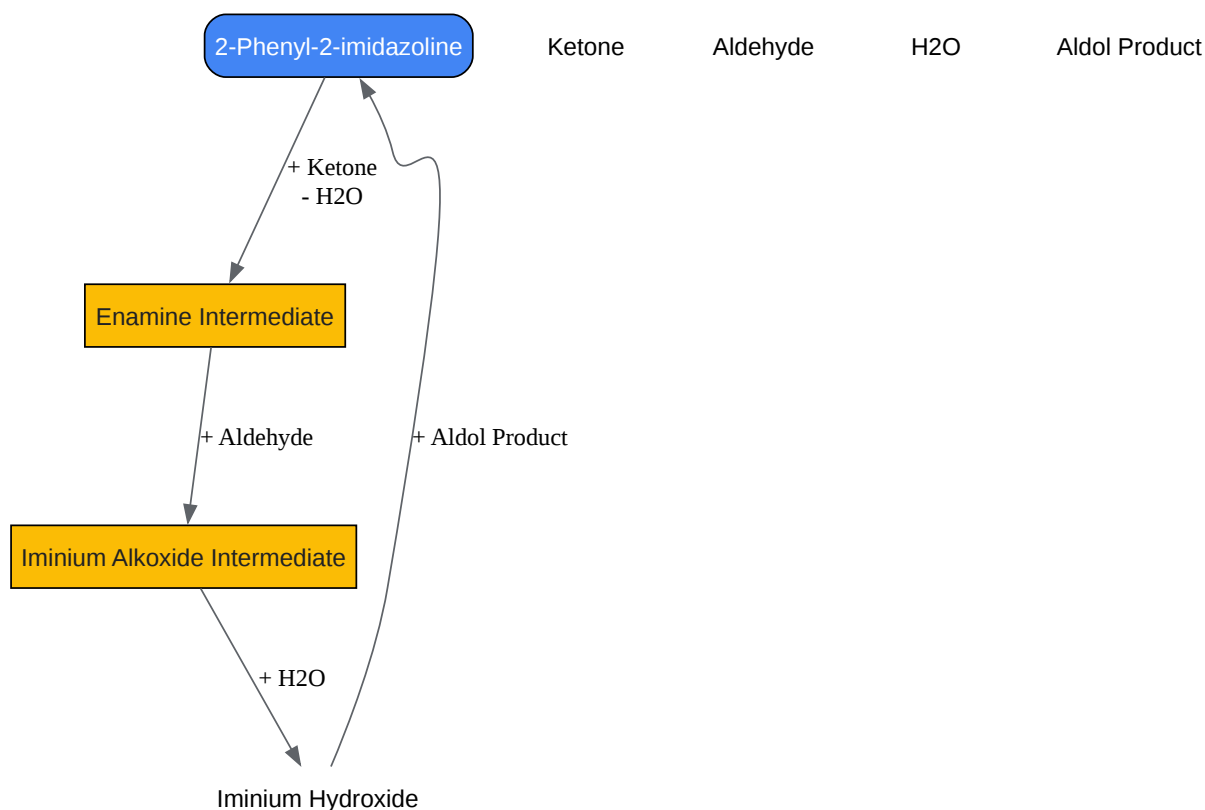 2-Phenyl-2-imidazoline
Ketone
Aldehyde
H2O
Aldol Product
+ Ketone
- H2O
Enamine Intermediate
+ Aldehyde
+ Aldol Product
Iminium Alkoxide Intermediate
+ H2O
Iminium Hydroxide